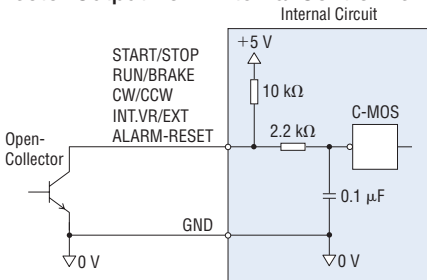 Internal Circuit
+5 V
START/STOP
RUN/BRAKE
CW/CCW
INT.VR/EXT
ALARM-RESET
10 kΩ
C-MOS
2.2 kΩ
Open-
Collector
0.1 μF
GND
0 V
0 V